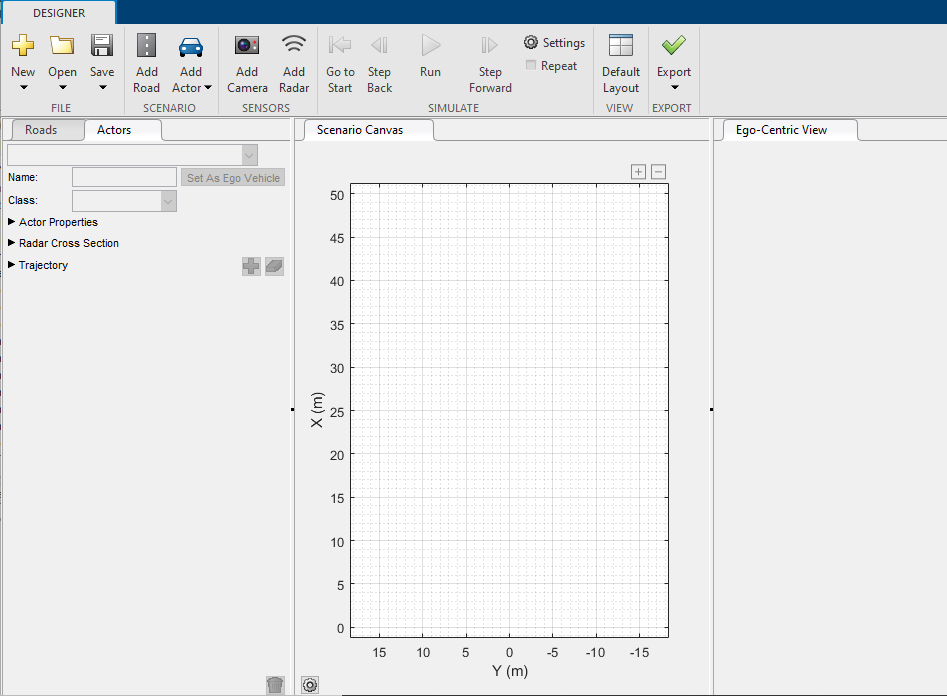 DESIGNER
New Open Save Add Road Add Actor Add Camera Add Radar Go to Start Step Back Run Step Forward Settings Repeat Default Layout Export
FILE SCENARIO SENSORS SIMULATE VIEW EXPORT
Roads Actors Scenario Canvas Ego-Centric View
Name: Set As Ego Vehicle
Class:
Actor Properties
Radar Cross Section
Trajectory
50
45
40
35
30
25
20
15
10
5
0
X (m)
15 10 5 0 -5 -10 -15
Y (m)